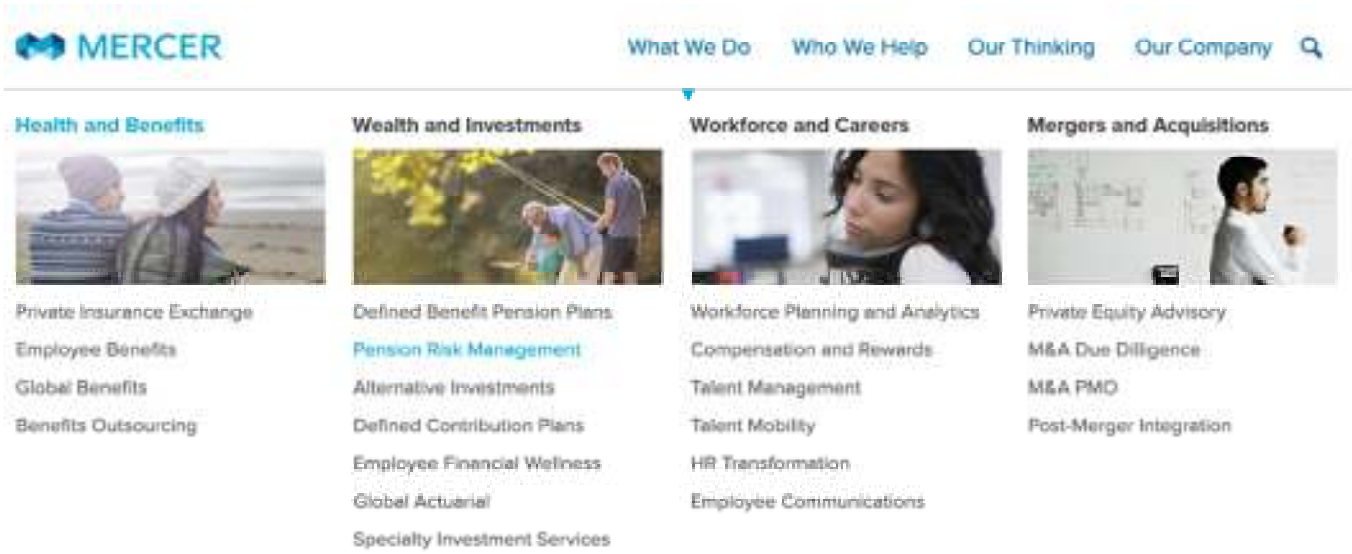 MERCER
What We Do Who We Help Our Thinking Our Company
Health and Benefits
Private Insurance Exchange
Employee Benefits
Global Benefits
Benefits Outsourcing
Wealth and Investments
Defined Benefit Pension Plans
Pension Risk Management
Alternative Investments
Defined Contribution Plans
Employee Financial Wellness
Global Actuarial
Specialty Investment Services
Workforce and Careers
Workforce Planning and Analytics
Compensation and Rewards
Talent Management
Talent Mobility
HR Transformation
Employee Communications
Mergers and Acquisitions
Private Equity Advisory
M&A Due Dilligence
M&A PMO
Post-Merger Integration